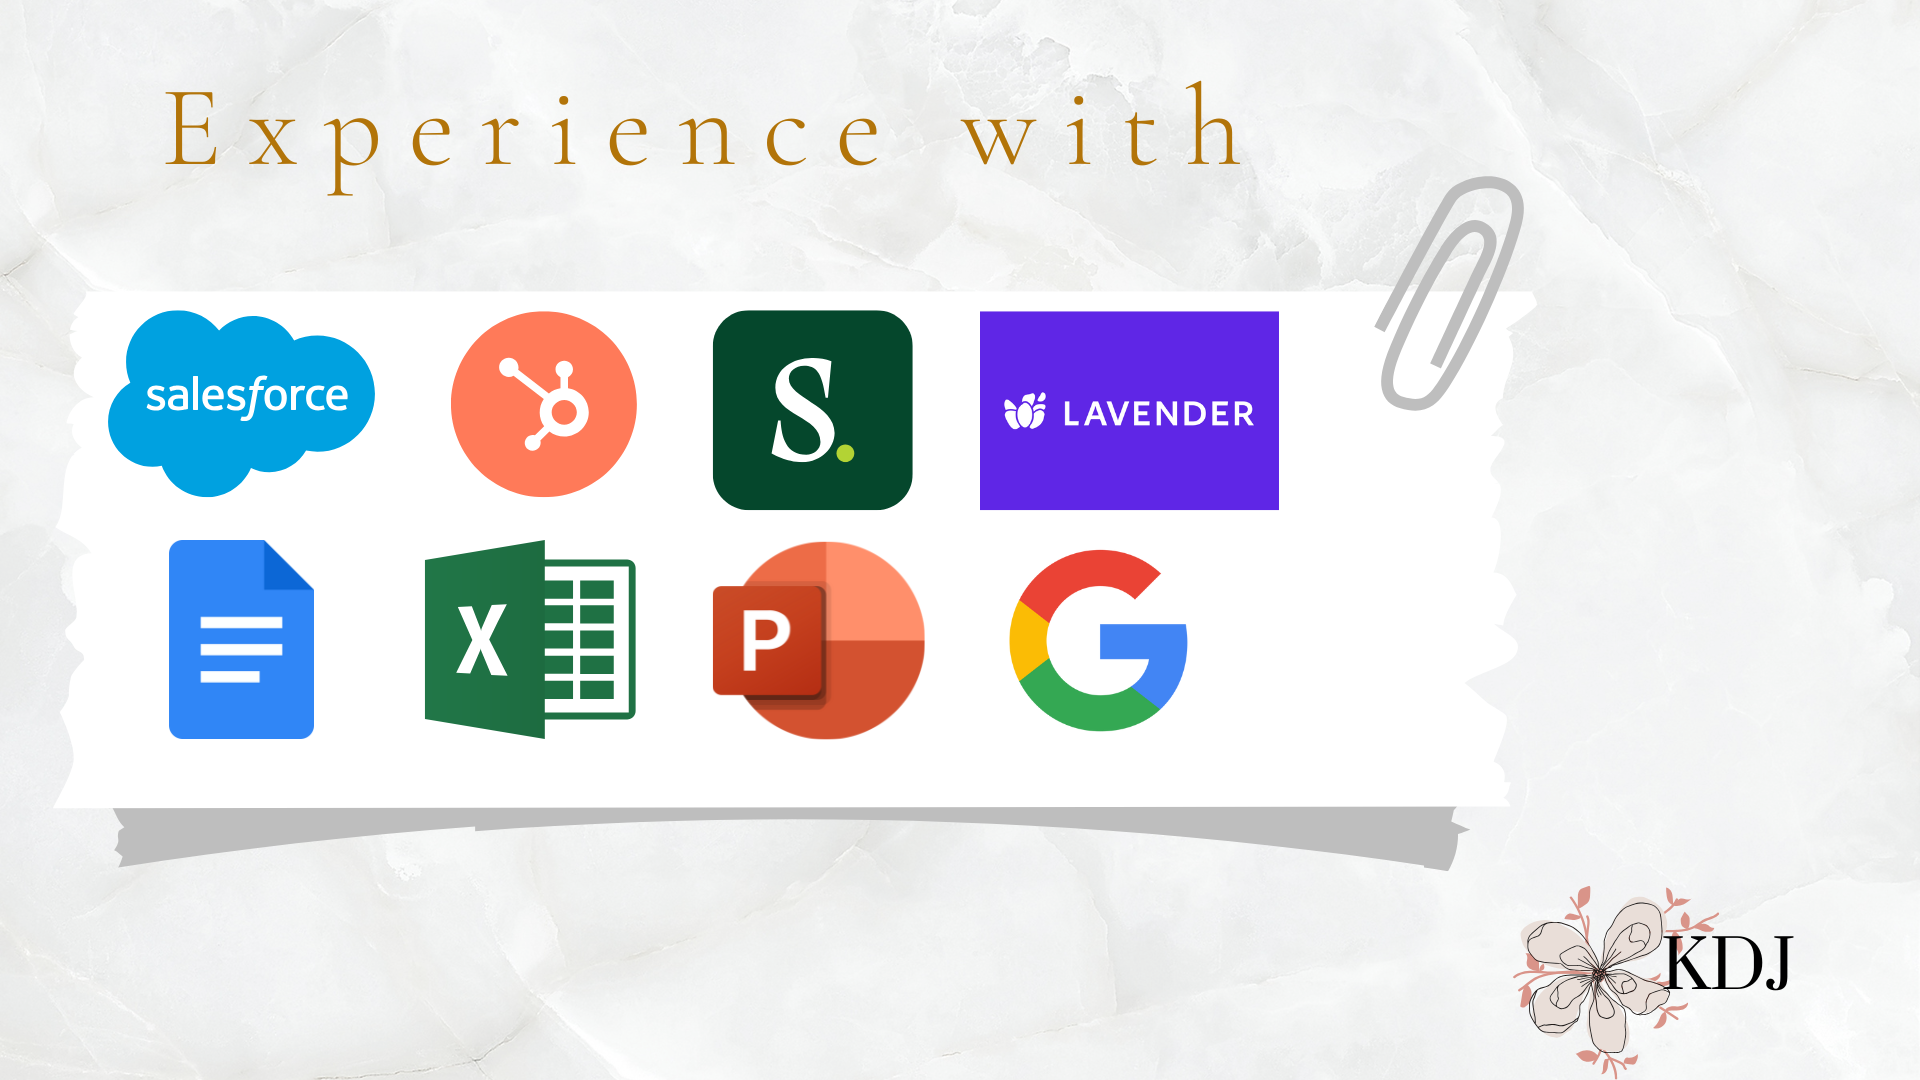 Experience with
salesforce
S.
LAVENDER
X
P
G
KDJ